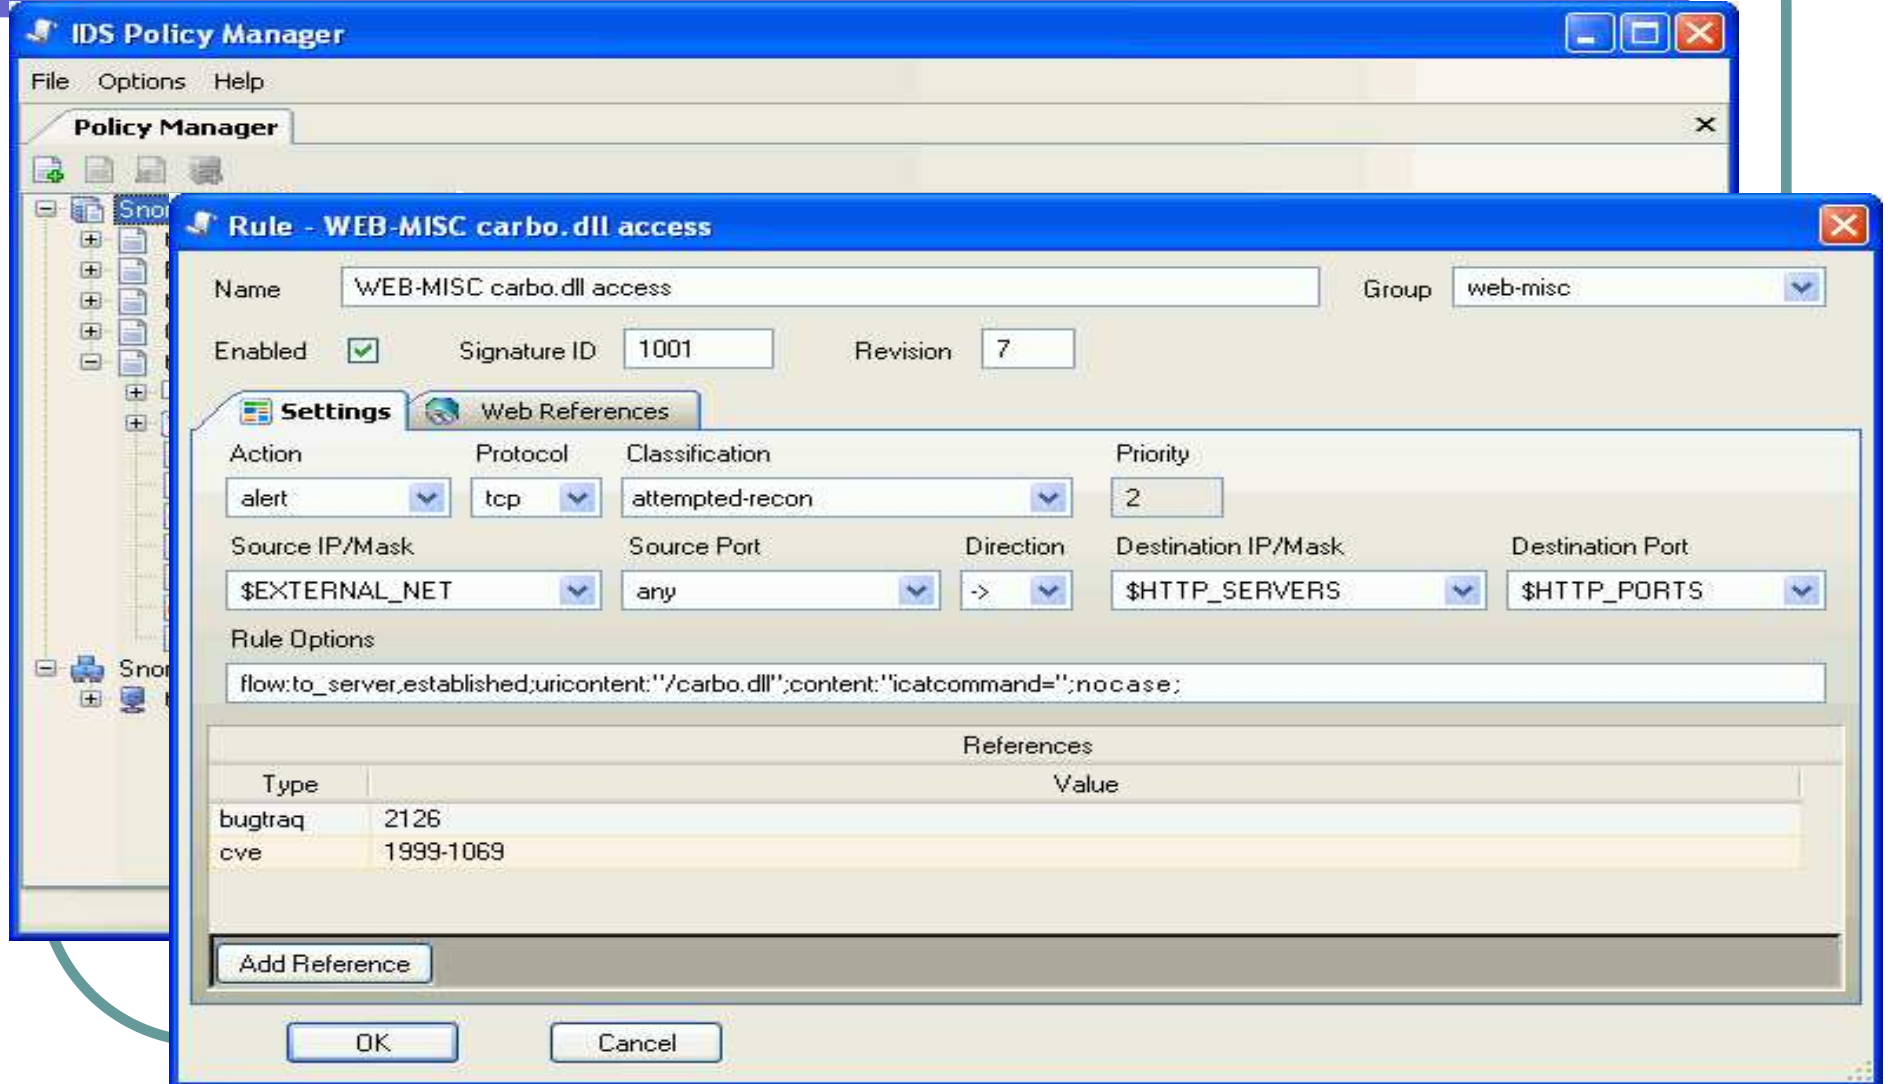 IDS Policy Manager
File Options Help
Policy Manager
Snor
Rule - WEB-MISC carbo.dll access
Name WEB-MISC carbo.dll access Group web-misc
Enabled Signature ID 1001 Revision 7
Settings Web References
Action Protocol Classification Priority
alert tcp attempted-recon 2
Source IP/Mask Source Port Direction Destination IP/Mask Destination Port
$EXTERNAL_NET any -> $HTTP_SERVERS $HTTP_PORTS
Rule Options
flow:to_server,established;uricontent:"/carbo.dll";content:"icatcommand=";nocase;
Snor
References
Type Value
bugtraq 2126
cve 1999-1069
Add Reference
OK Cancel